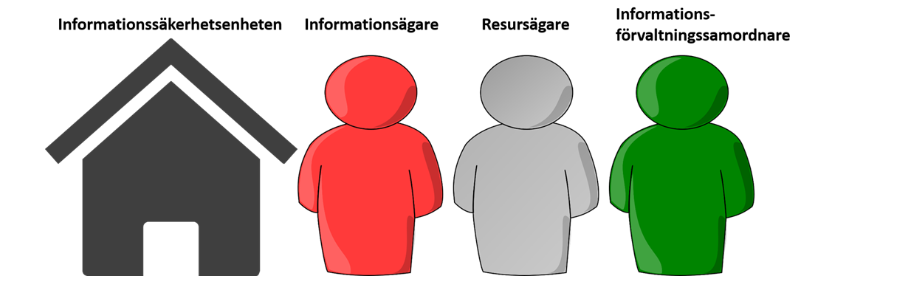 Informationssäkerhetsenheten
Informationsägare
Resursägare
Informations-
förvaltningssamordnare